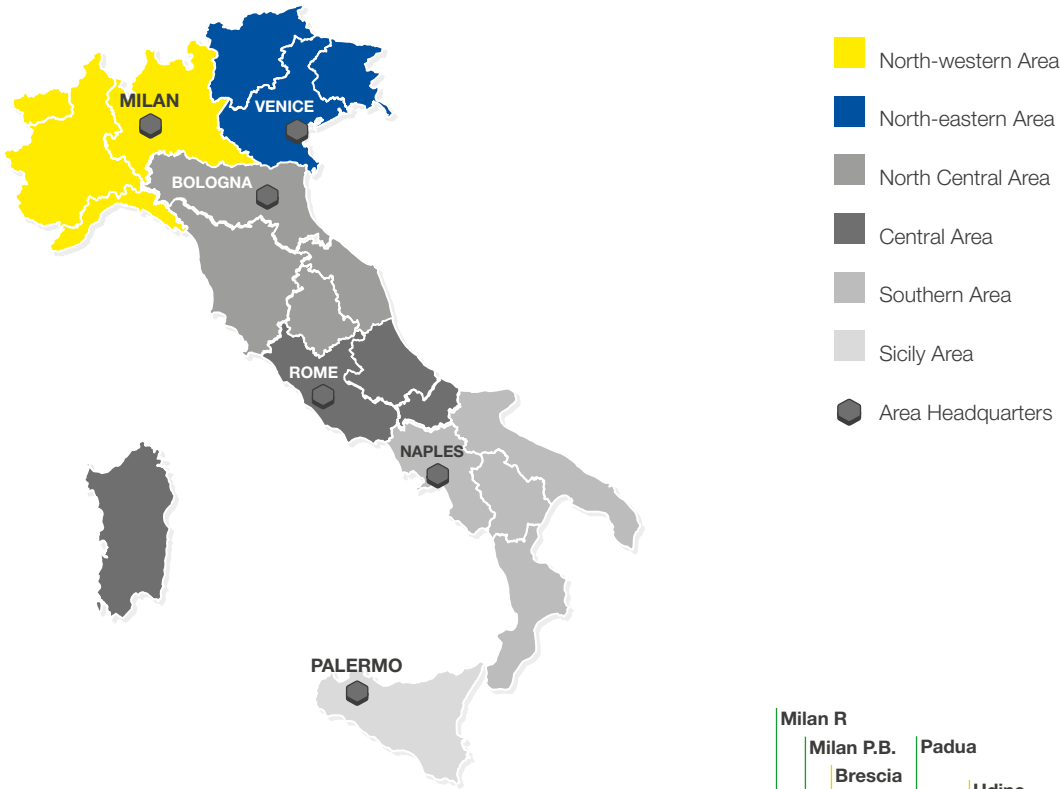 MILAN
VENICE
BOLOGNA
ROME
NAPLES
PALERMO
North-western Area
North-eastern Area
North Central Area
Central Area
Southern Area
Sicily Area
Area Headquarters
Milan R
Milan P.B.
Padua
Brescia